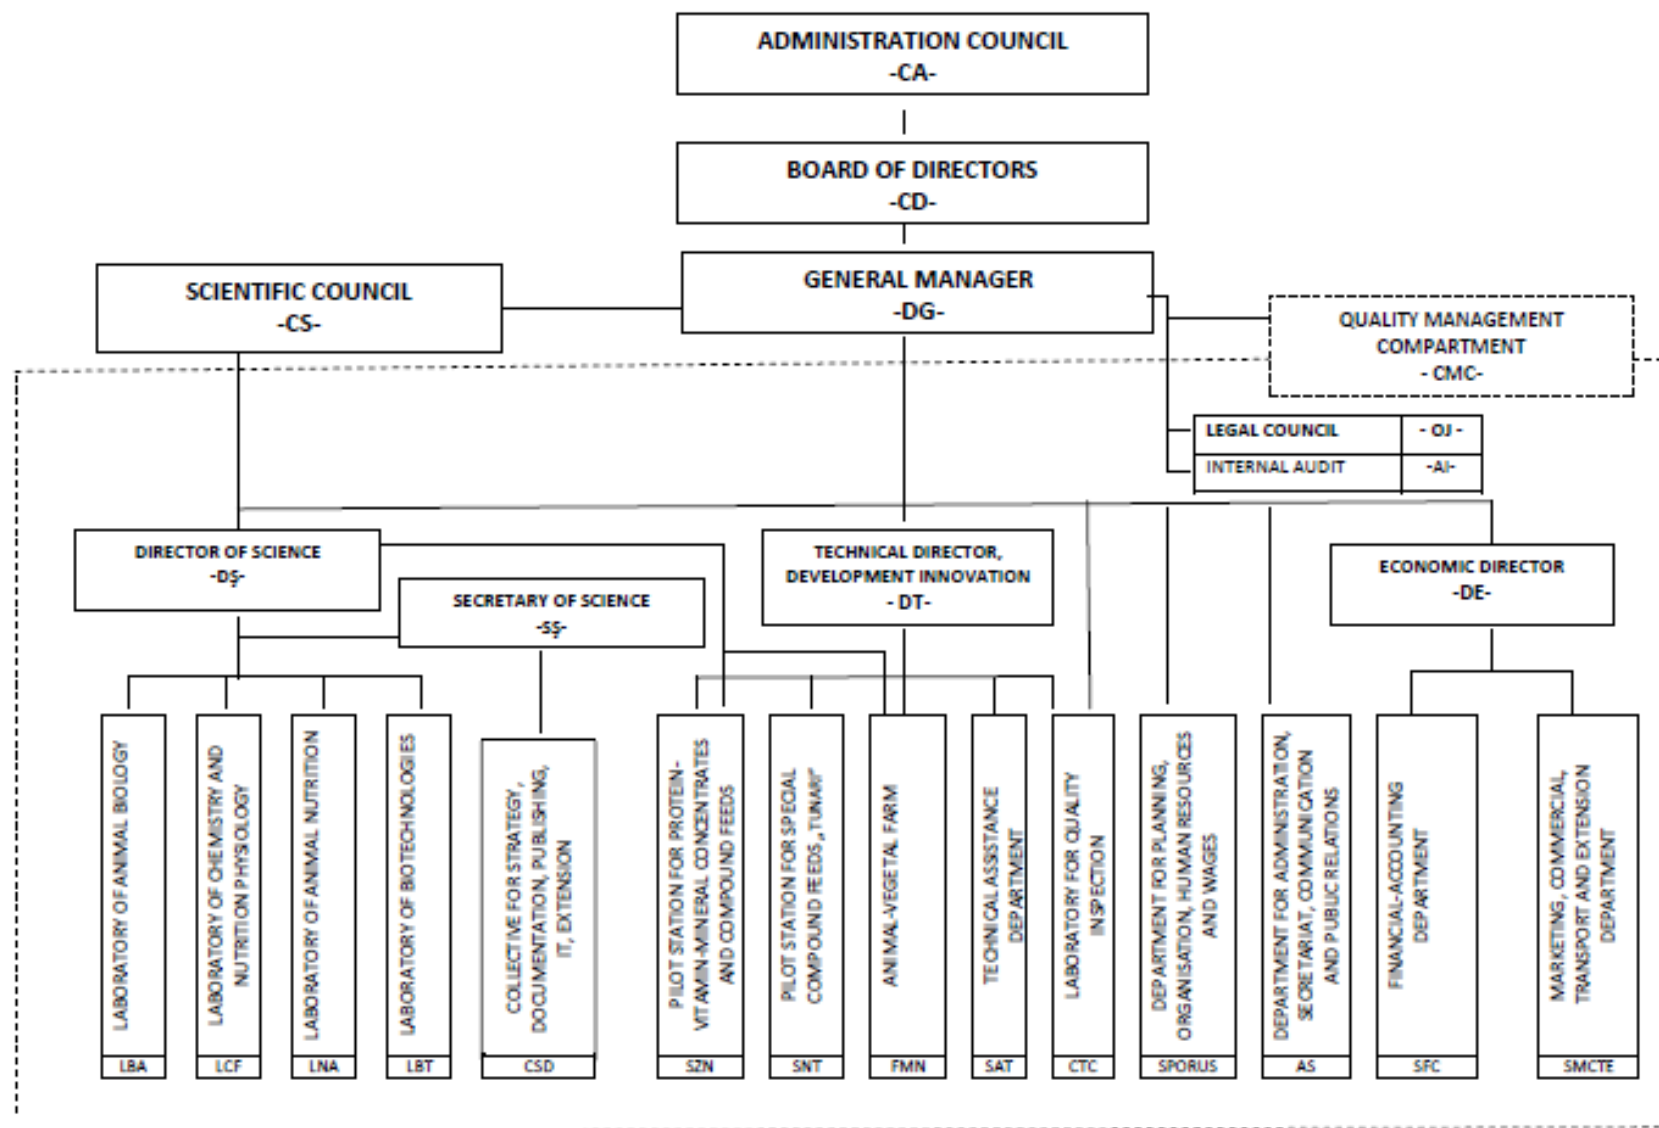 ADMINISTRATION COUNCIL
-CA-
BOARD OF DIRECTORS
-CD-
SCIENTIFIC COUNCIL
-CS-
GENERAL MANAGER
-DG-
QUALITY MANAGEMENT
COMPARTMENT
- CMC-
LEGAL COUNCIL - OJ -
INTERNAL AUDIT -AI-
DIRECTOR OF SCIENCE
-DŞ-
SECRETARY OF SCIENCE
-SŞ-
TECHNICAL DIRECTOR,
DEVELOPMENT INNOVATION
- DT-
ECONOMIC DIRECTOR
-DE-
LABORATORY OF ANIMAL BIOLOGY
LBA
LABORATORY OF CHEMISTRY AND
NUTRITION PHYSIOLOGY
LCF
LABORATORY OF ANIMAL NUTRITION
LNA
LABORATORY OF BIOTECHNOLOGIES
LBT
COLLECTIVE FOR STRATEGY,
DOCUMENTATION, PUBLISHING,
IT, EXTENSION
CSD
PILOT STATION FOR PROTEIN-
VITAMIN-MINERAL CONCENTRATES
AND COMPOUND FEEDS
SZN
PILOT STATION FOR SPECIAL
COMPOUND FEEDS
SNT
ANIMAL-VEGETAL FARM
FMN
TECHNICAL ASSISTANCE
DEPARTMENT
SAT
LABORATORY FOR QUALITY
INSPECTION
CTC
DEPARTMENT FOR PLANNING,
ORGANISATION, HUMAN RESOURCES
AND WAGES
SPORUS
DEPARTMENT FOR ADMINISTRATION,
SECRETARIAT, COMMUNICATION
AND PUBLIC RELATIONS
AS
FINANCIAL-ACCOUNTING
DEPARTMENT
SFC
MARKETING, COMMERCIAL,
TRANSPORT AND EXTENSION
DEPARTMENT
SMCTE